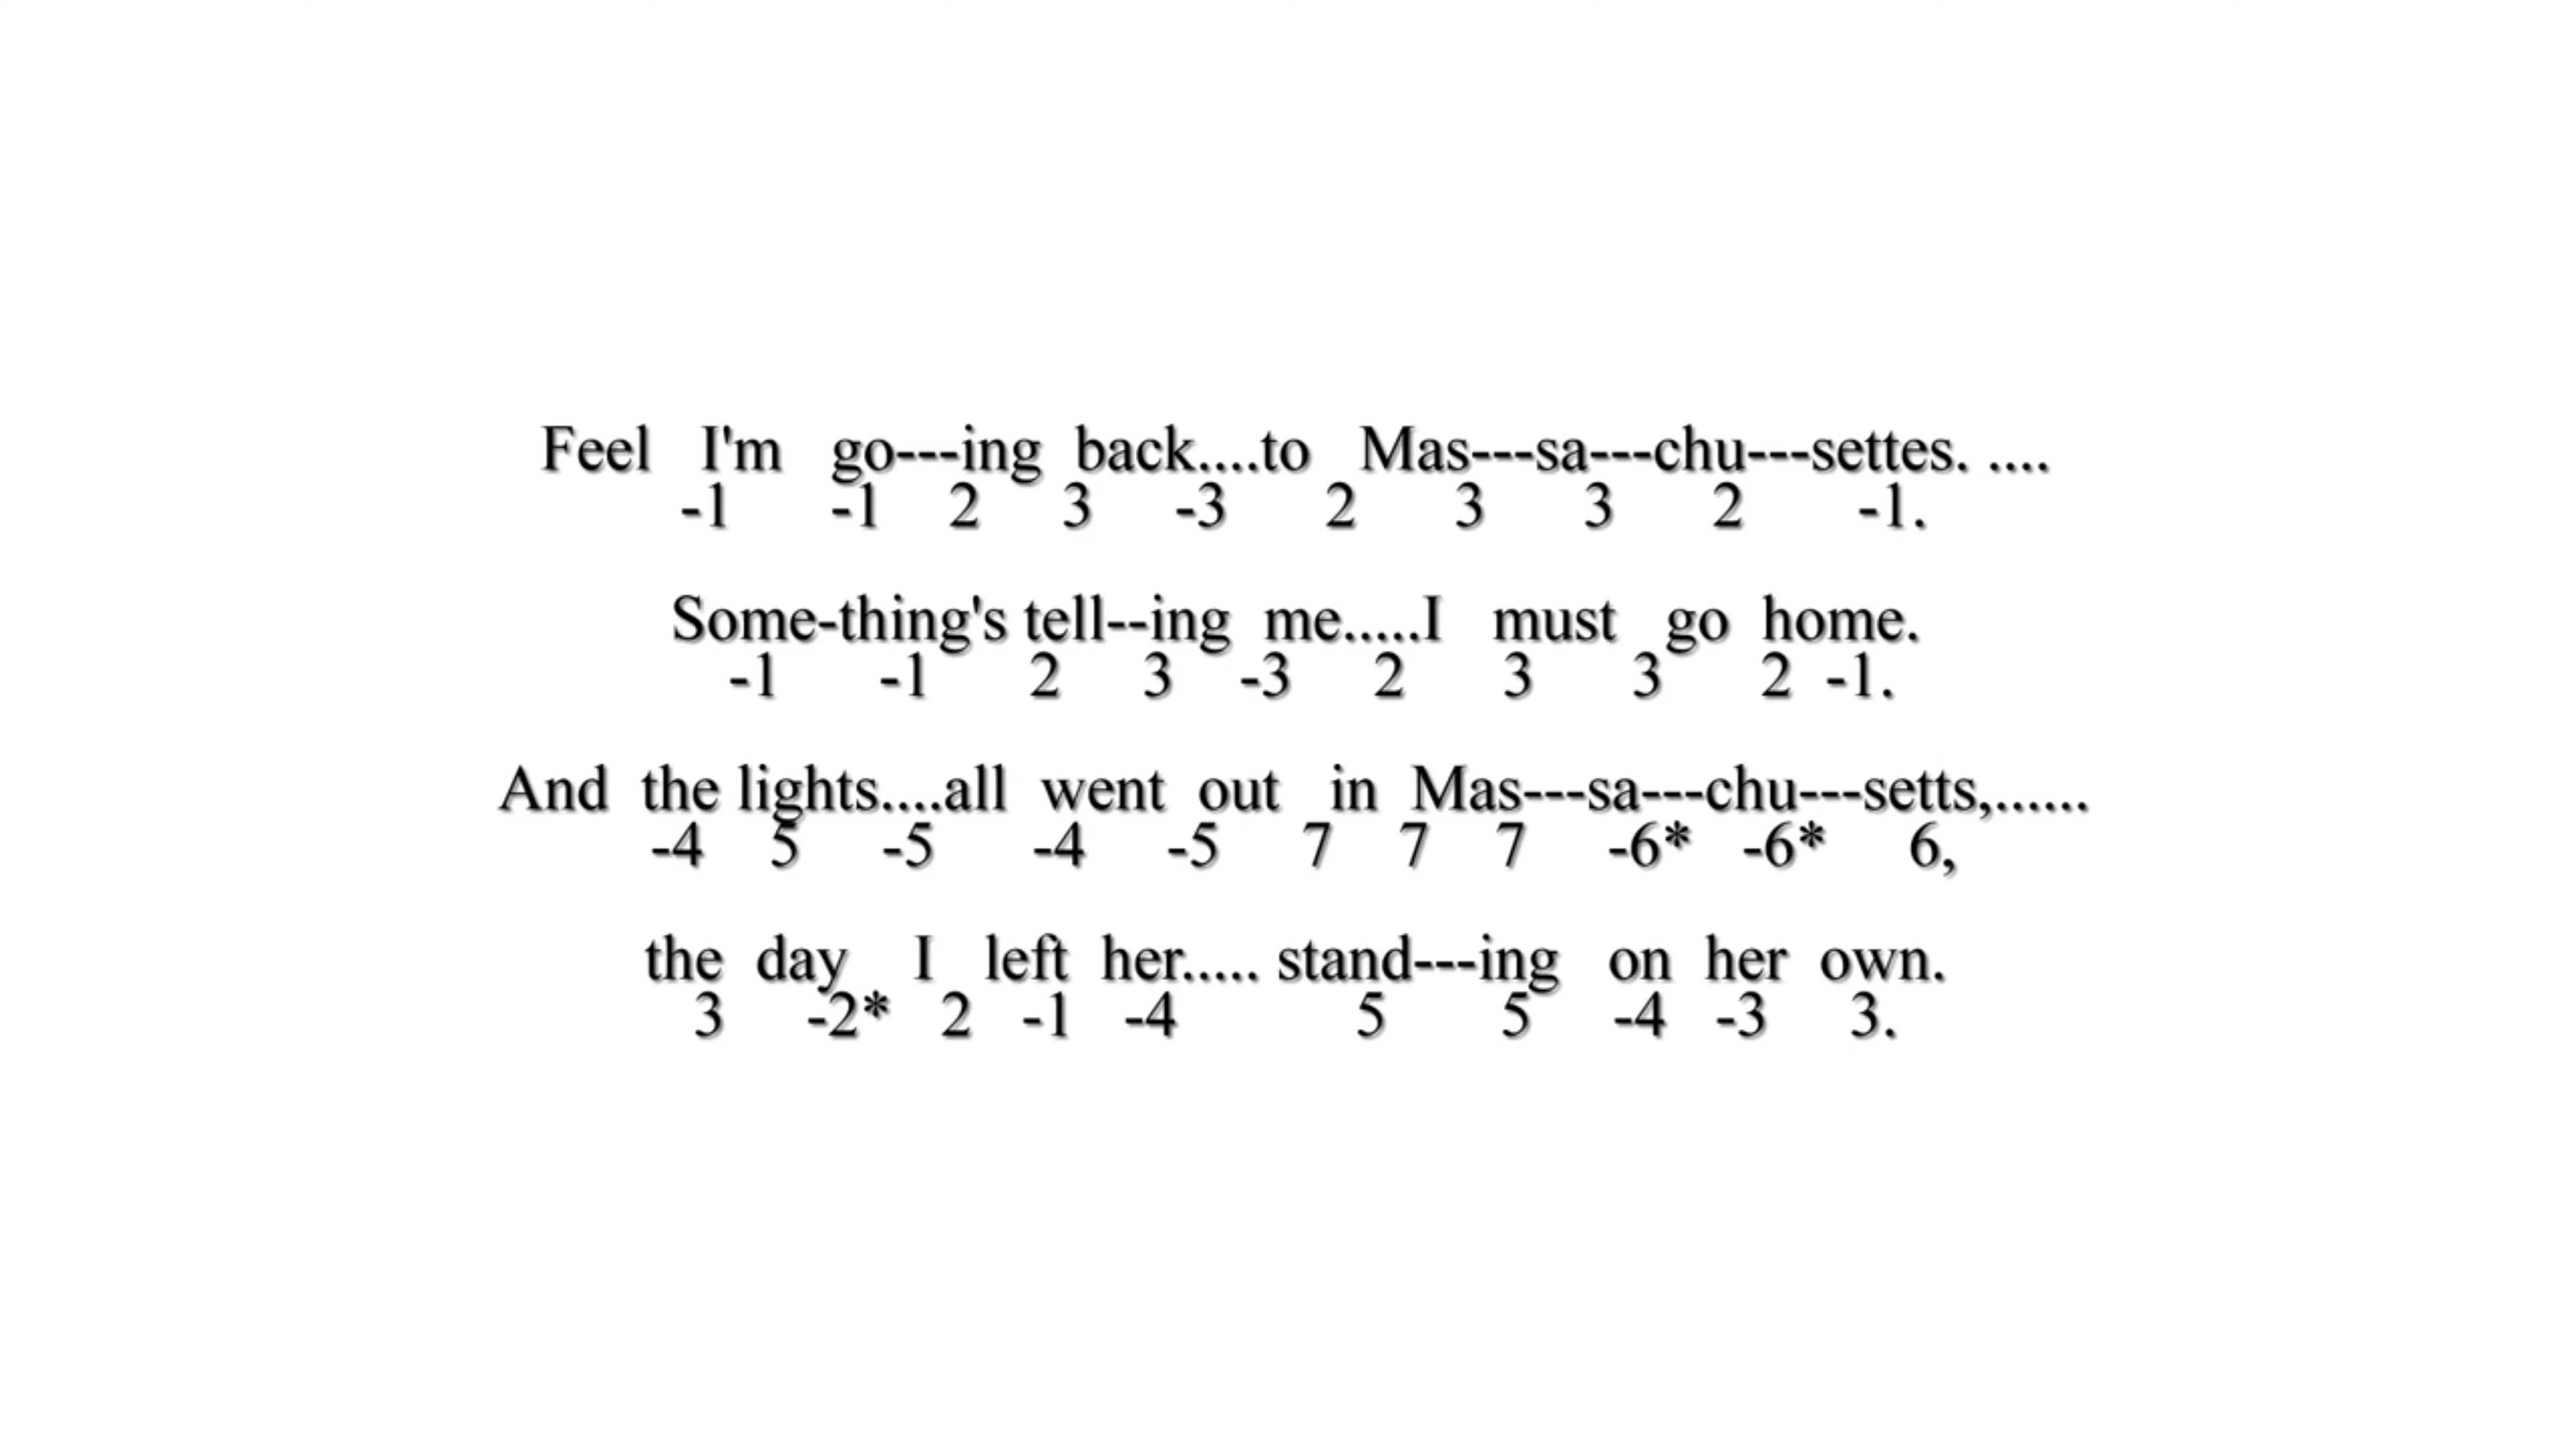 Feel I'm go---ing back....to Mas---sa---chu---settes. ....
-1 -1 2 3 -3 2 3 3 2 -1.
Some-thing's tell--ing me.....I must go home.
-1 -1 2 3 -3 2 3 3 2 -1.
And the lights....all went out in Mas---sa---chu---setts,......
-4 5 -5 -4 -5 7 7 7 -6* -6* 6,
the day I left her..... stand---ing on her own.
3 -2* 2 -1 -4 5 5 -4 -3 3.